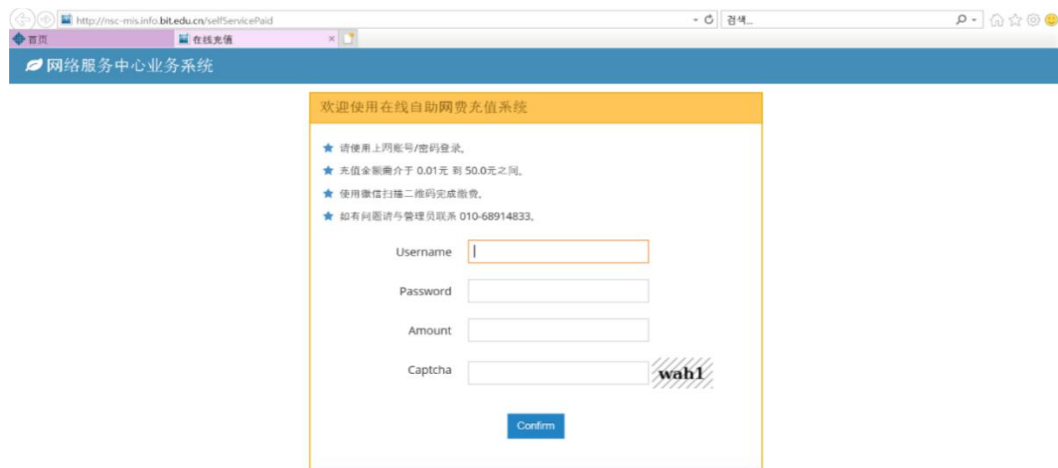 http://nsc-mis.info.bit.edu.cn/selfServicePaid
검색...
首页
在线充值
网络服务中心业务系统
欢迎使用在线自助网费充值系统
请使用上网账号/密码登录。
充值金额需介于 0.01元 到 50.0元之间。
使用微信扫描二维码完成缴费。
如有问题请与管理员联系 010-68914833。
Username
Password
Amount
Captcha
wah1
Confirm